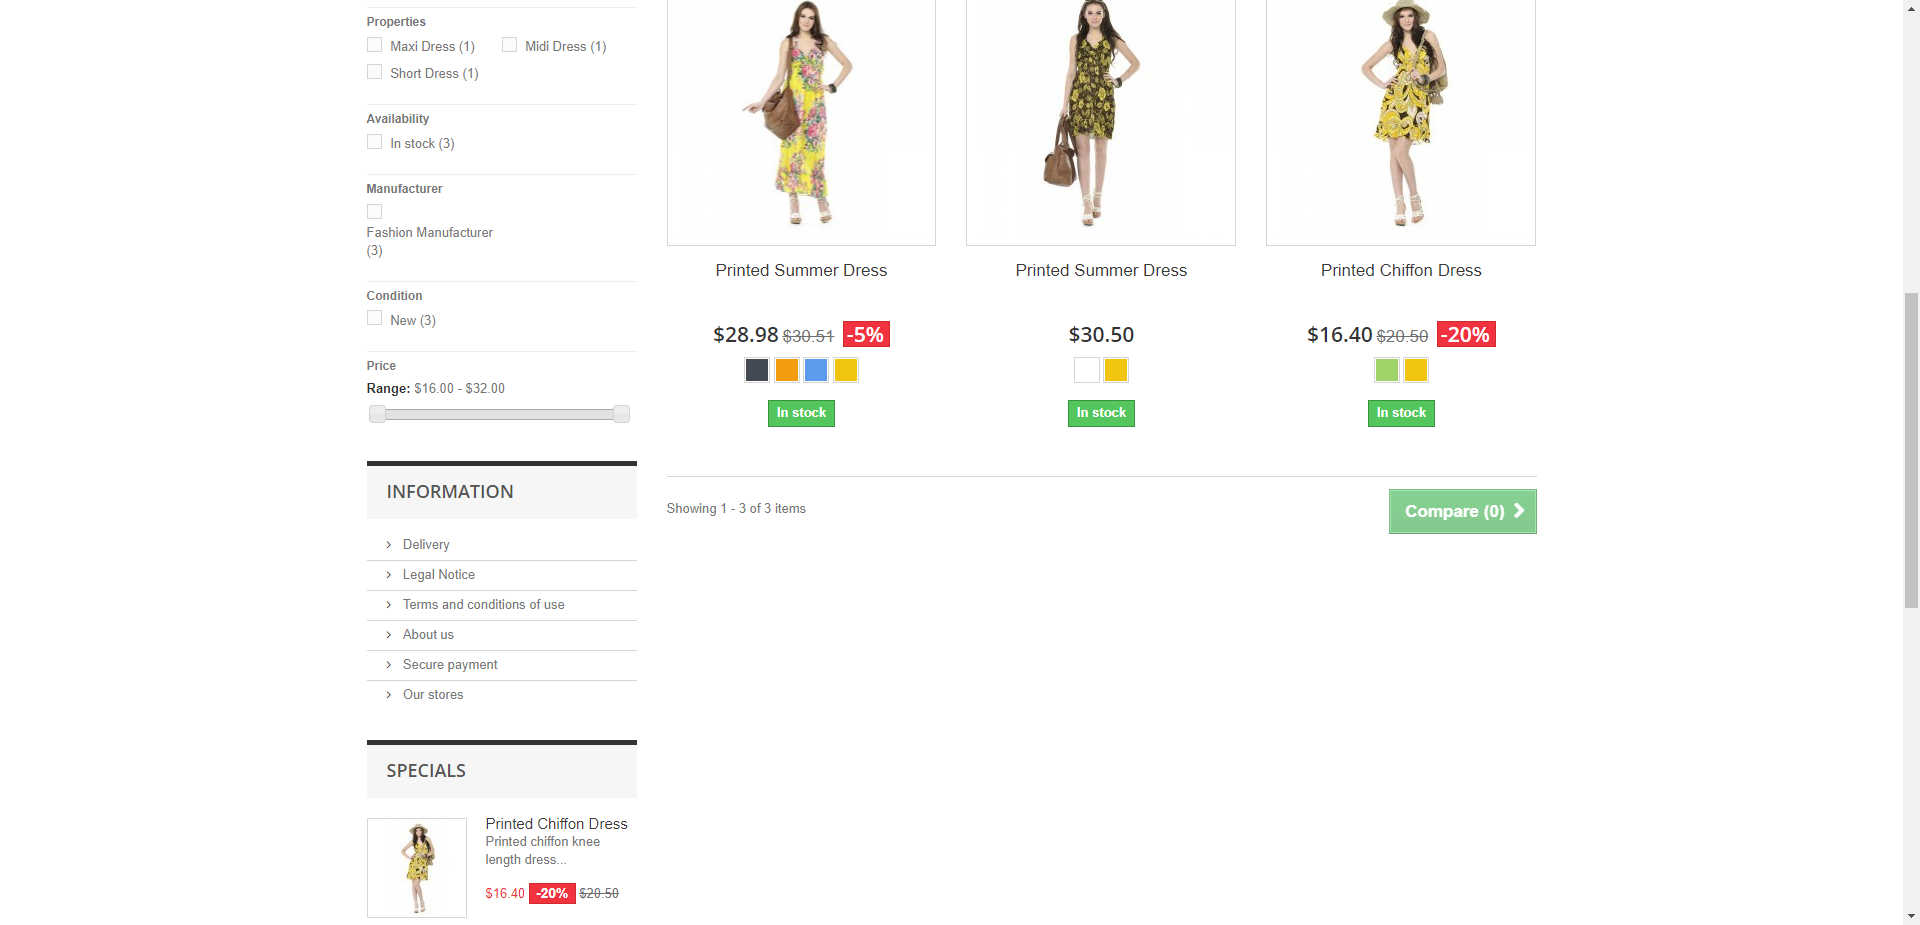 Properties
Maxi Dress (1)
Midi Dress (1)
Short Dress (1)
Availability
In stock (3)
Manufacturer
Fashion Manufacturer
(3)
Condition
New (3)
Price
Range: $16.00 - $32.00
INFORMATION
Delivery
Legal Notice
Terms and conditions of use
About us
Secure payment
Our stores
SPECIALS
Printed Chiffon Dress
Printed chiffon knee
length dress...
$16.40 -20% $20.50
Printed Summer Dress
$28.98 $30.51 -5%
In stock
Printed Summer Dress
$30.50
In stock
Printed Chiffon Dress
$16.40 $20.50 -20%
In stock
Showing 1 - 3 of 3 items
Compare (0)